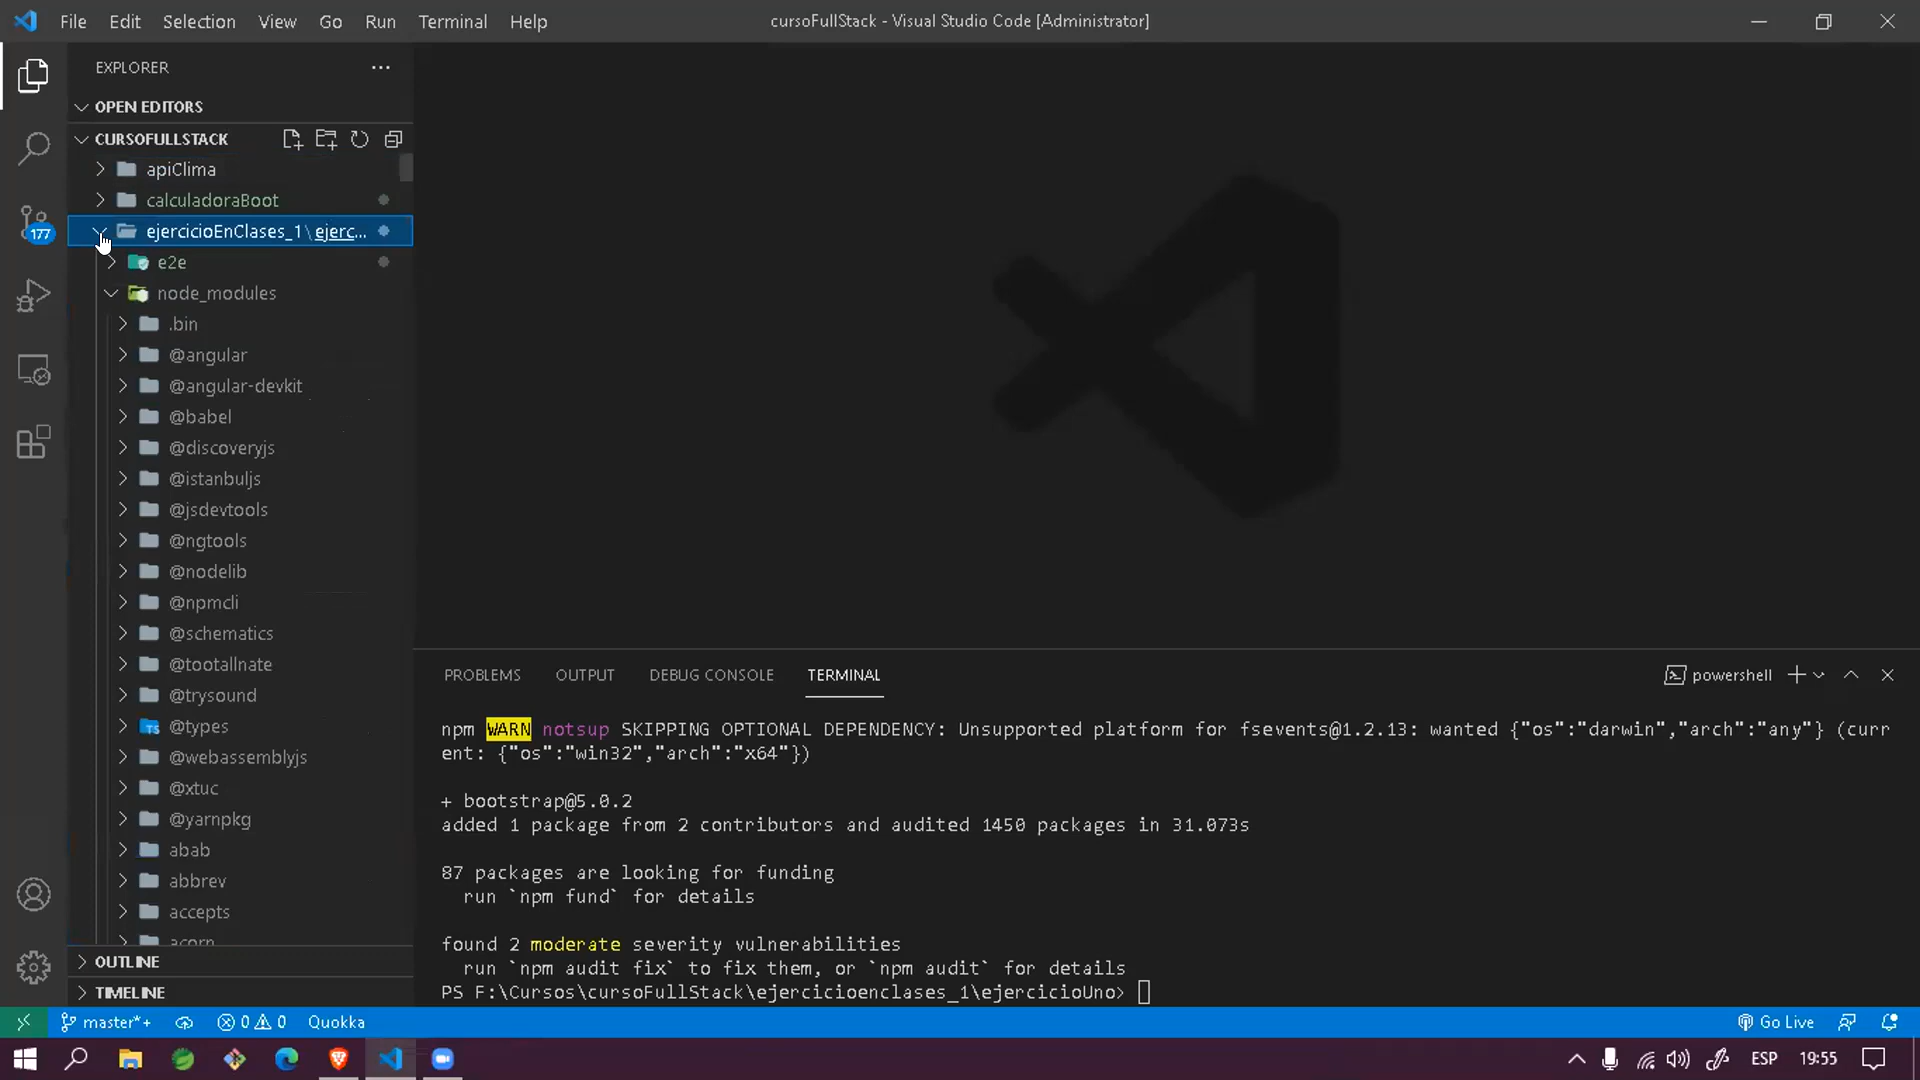 File Edit Selection View Go Run Terminal Help
cursoFullStack - Visual Studio Code [Administrator]
EXPLORER
OPEN EDITORS
CURSOFULLSTACK
apiClima
calculadoraBoot
ejercicioEnClases_1\ejerc...
e2e
node_modules
.bin
@angular
@angular-devkit
@babel
@discoveryjs
@istanbuljs
@jsdevtools
@ngtools
@nodelib
@npmcli
@schematics
@tootallnate
@trysound
@types
@webassemblyjs
@xtuc
@yarnpkg
abab
abbrev
accepts
acorn
OUTLINE
TIMELINE
177
PROBLEMS OUTPUT DEBUG CONSOLE TERMINAL
powershell
npm WARN notsup SKIPPING OPTIONAL DEPENDENCY: Unsupported platform for fsevents@1.2.13: wanted {"os":"darwin","arch":"any"} (curr
ent: {"os":"win32","arch":"x64"})
+ bootstrap@5.0.2
added 1 package from 2 contributors and audited 1450 packages in 31.073s
87 packages are looking for funding
run `npm fund` for details
found 2 moderate severity vulnerabilities
run `npm audit fix` to fix them, or `npm audit` for details
PS F:\Cursos\cursoFullStack\ejercicioenclases_1\ejercicioUno>
master*+ 0 0 Quokka
Go Live
ESP 19:55